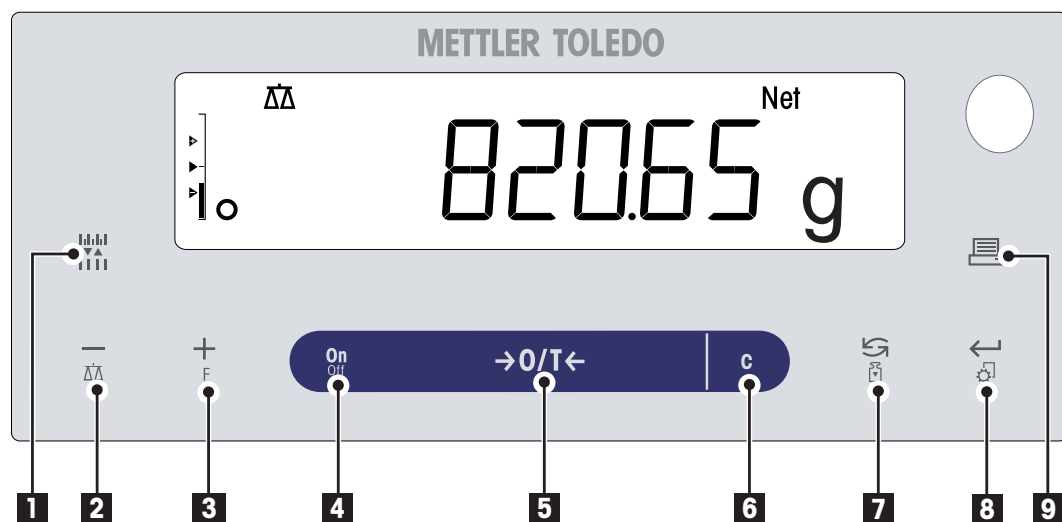 METTLER TOLEDO
Net
820.65 g
On
Off
→0/T←
C
F
1 2 3 4 5 6 7 8 9